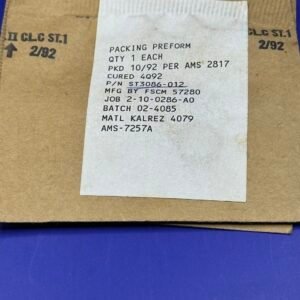 II CL.C ST.1
2/92
CL.C ST.1
2/92
PACKING PREFORM
QTY 1 EACH
PKD 10/92 PER AMS 2817
CURED 4Q92
P/N ST3086-012
MFG BY FSCM 57280
JOB 2-10-0286-A0
BATCH 02-4085
MATL KALREZ 4079
AMS-7257A